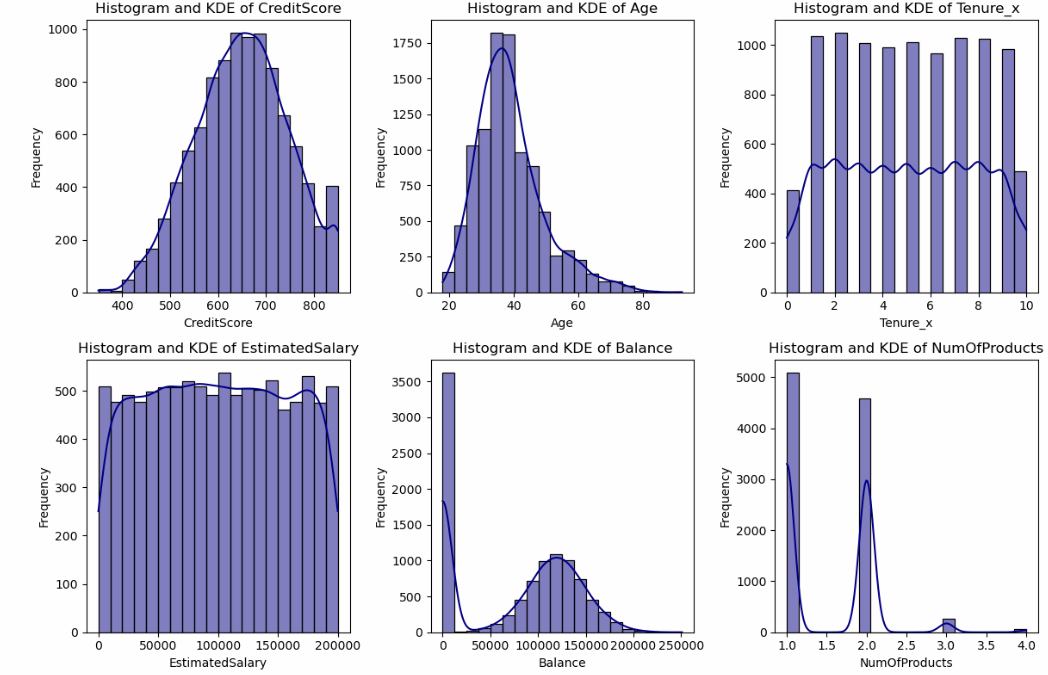 Histogram and KDE of CreditScore
Histogram and KDE of Age
Histogram and KDE of Tenure_x
1000
800
600
400
200
0
Frequency
400 500 600 700 800
CreditScore
1750
1500
1250
1000
750
500
250
0
Frequency
20 40 60 80
Age
1000
800
600
400
200
0
Frequency
0 2 4 6 8 10
Tenure_x
Histogram and KDE of EstimatedSalary
Histogram and KDE of Balance
Histogram and KDE of NumOfProducts
500
400
300
200
100
0
Frequency
0 50000 100000 150000 200000
EstimatedSalary
3500
3000
2500
2000
1500
1000
500
0
Frequency
0 50000 100000 150000 200000 250000
Balance
5000
4000
3000
2000
1000
0
Frequency
1.0 1.5 2.0 2.5 3.0 3.5 4.0
NumOfProducts